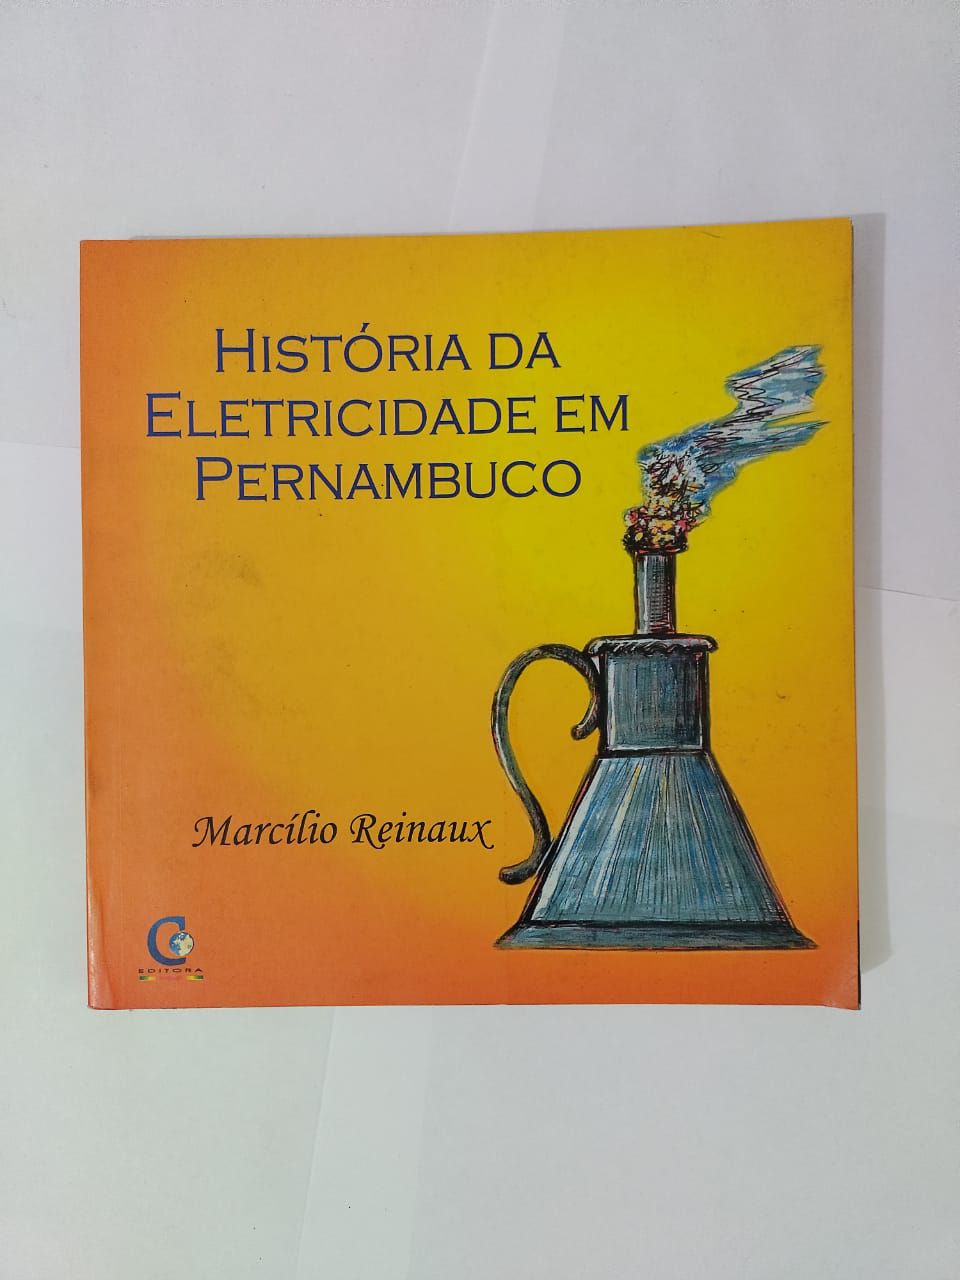 HISTÓRIA DA
ELETRICIDADE EM
PERNAMBUCO
Marcílio Reinaux
C
EDITORA